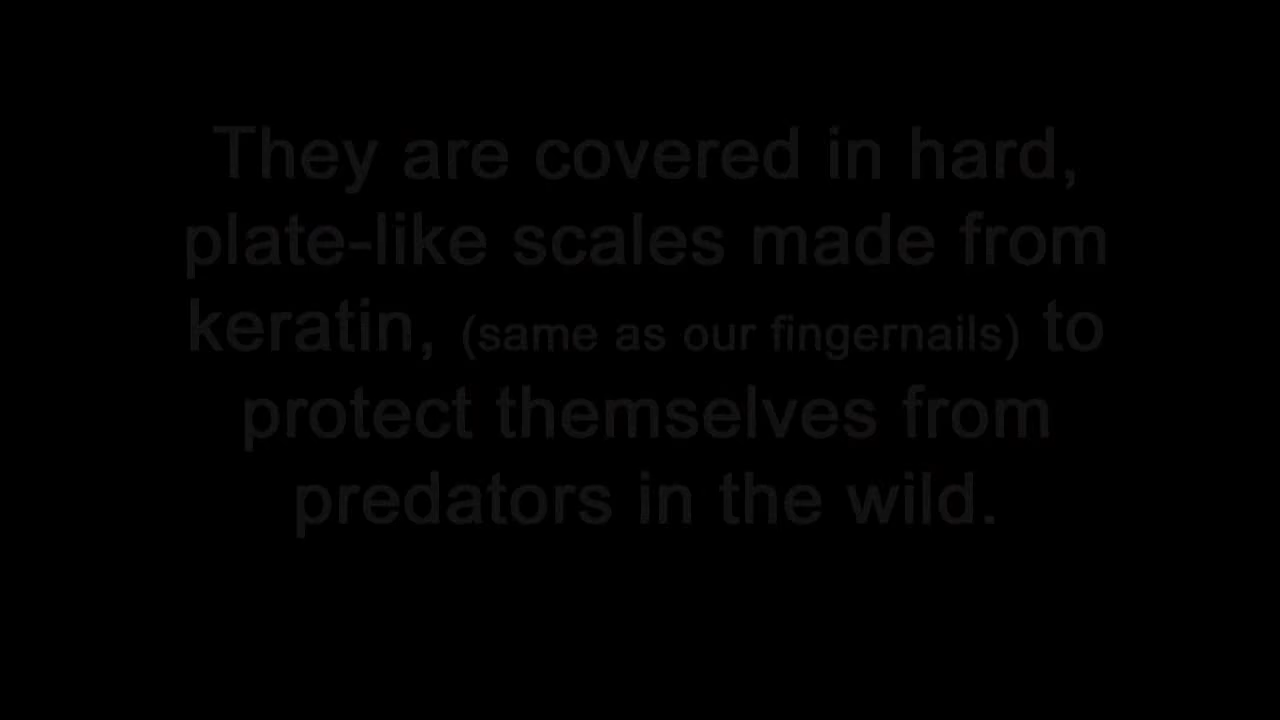 They are covered in hard,
plate-like scales made from
keratin, (same as our fingernails) to
protect themselves from
predators in the wild.